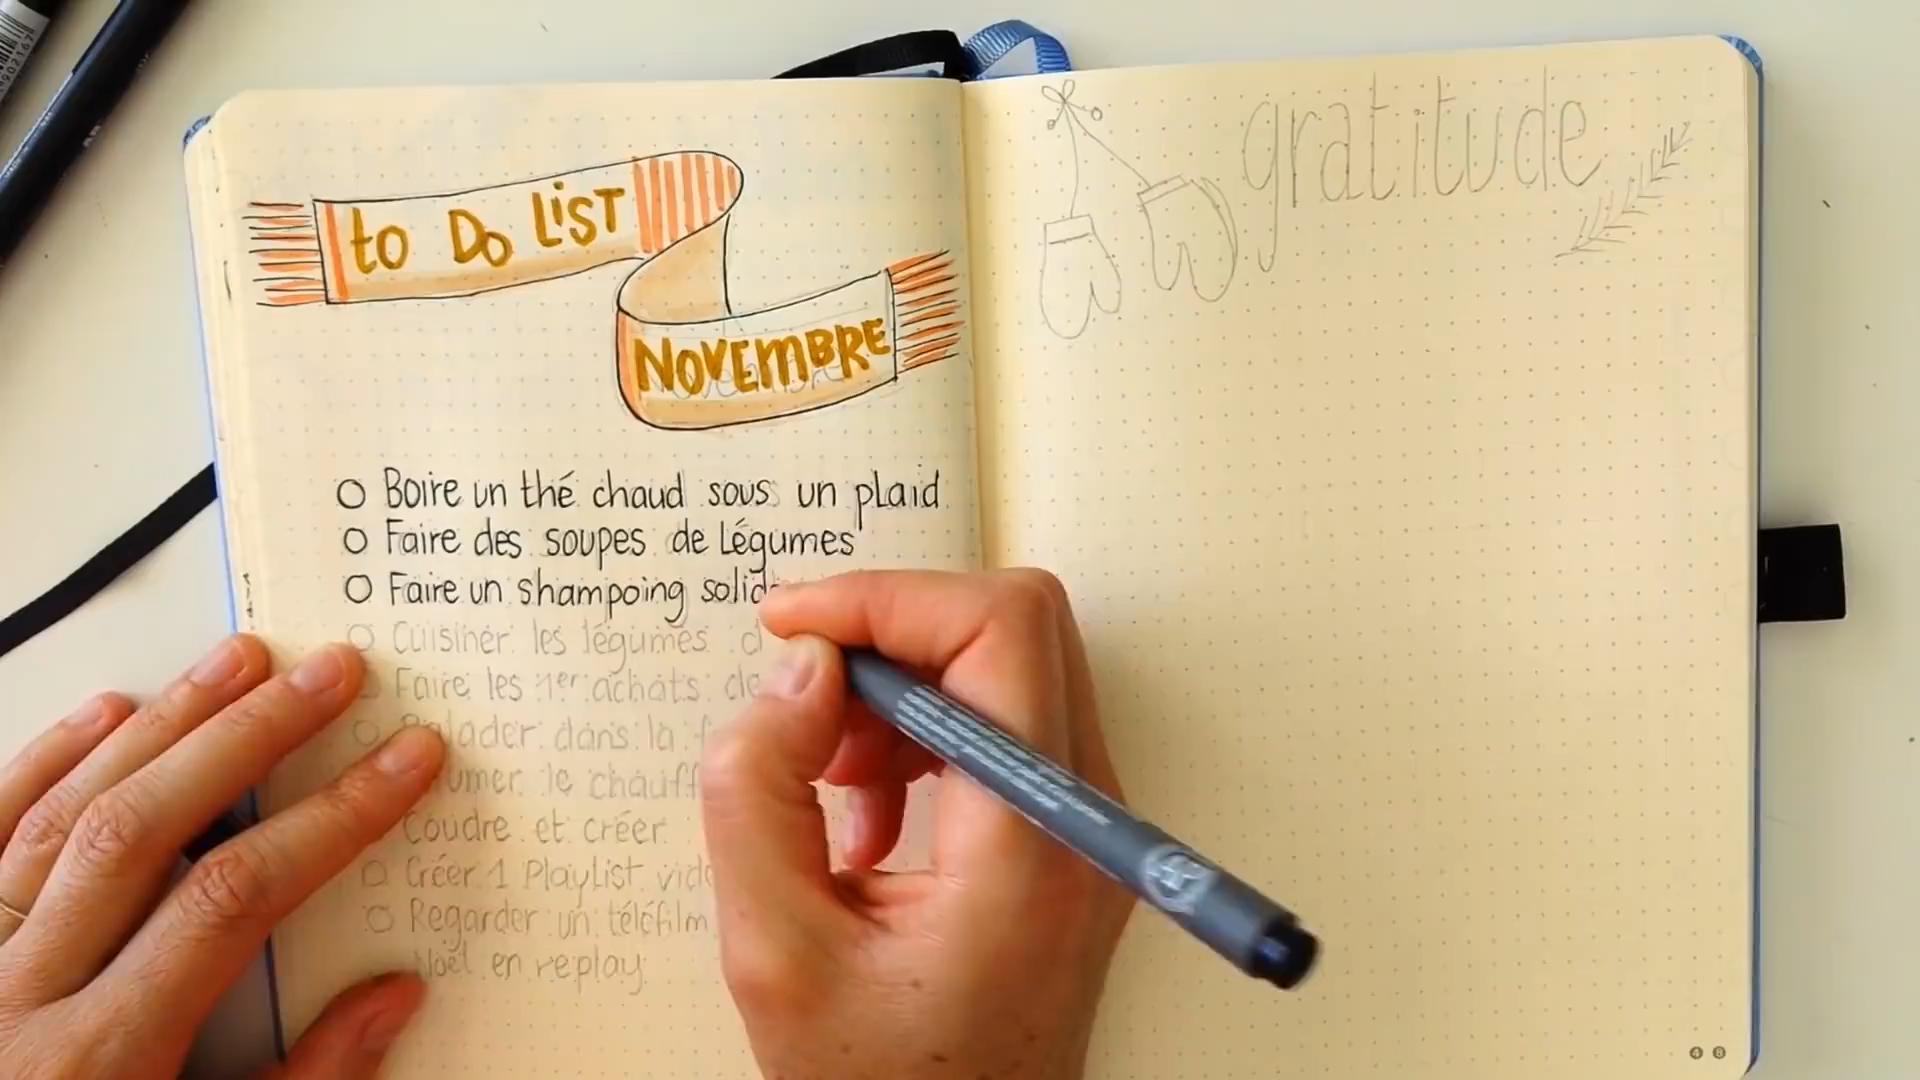 to Do LiST
NOVEMBRE
Boire un thé chaud sous un plaid
Faire des soupes de légumes
Faire un shampoing
Cuisiner les légumes
Faire les 1er achats
dans la
le
Coudre et créer
Créer 1 PlayList
Regarder un téléfilm
Noël en replay
gratitude
48